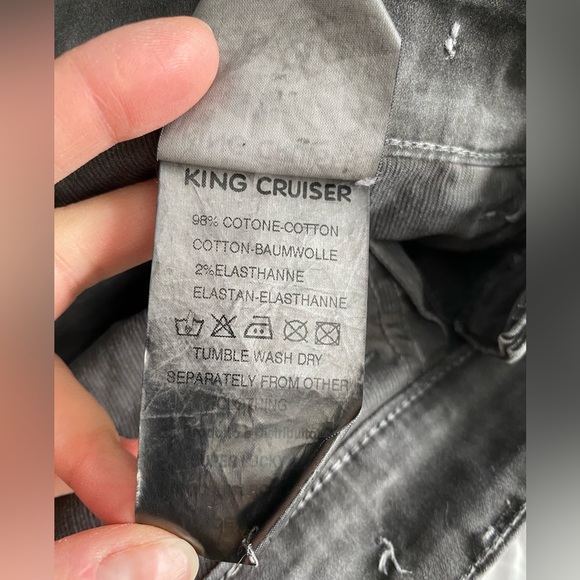 KING CRUISER
98% COTONE-COTTON
COTTON-BAUMWOLLE
2%ELASTHANNE
ELASTAN-ELASTHANNE
TUMBLE WASH DRY
SEPARATELY FROM OTHER